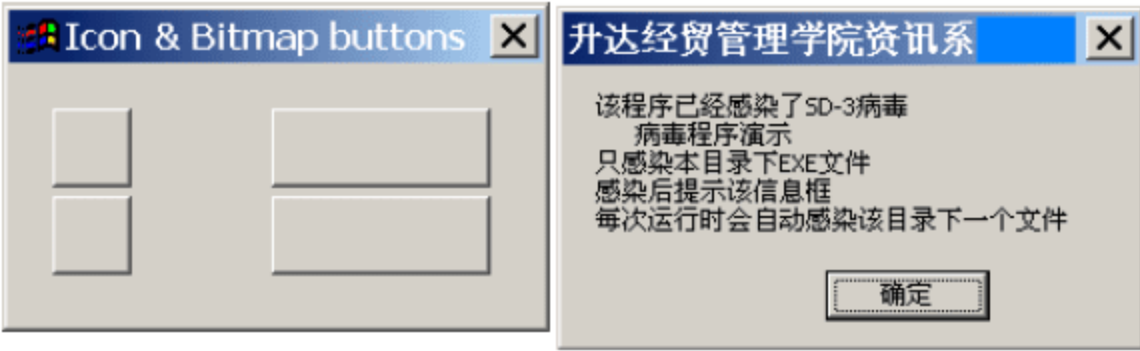 Icon & Bitmap buttons
升达经贸管理学院资讯系
该程序已经感染了SD-3病毒
病毒程序演示
只感染本目录下EXE文件
感染后提示该信息框
每次运行时会自动感染该目录下一个文件
确定